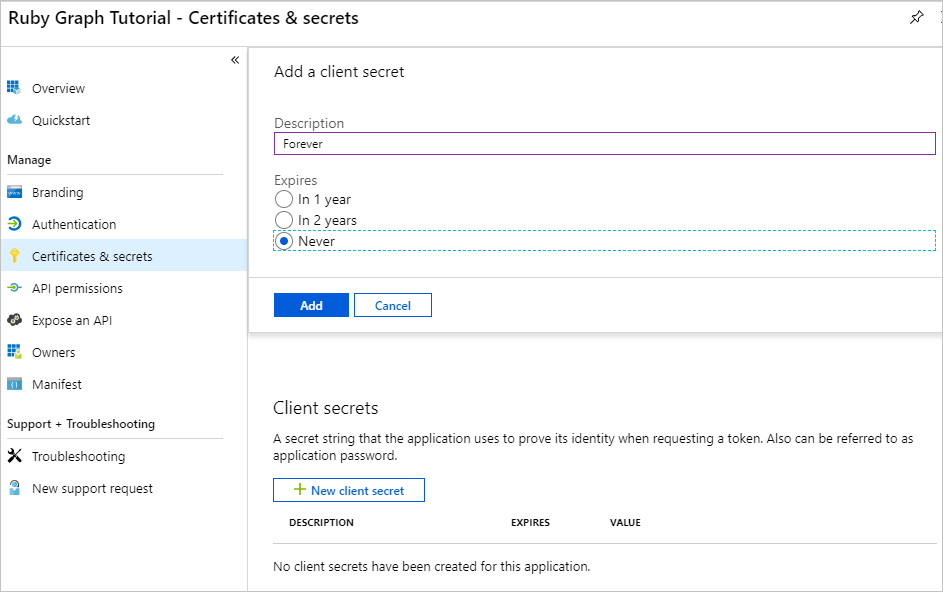 Ruby Graph Tutorial - Certificates & secrets
«
Overview
Quickstart
Manage
Branding
Authentication
Certificates & secrets
API permissions
Expose an API
Owners
Manifest
Support + Troubleshooting
Troubleshooting
New support request
Add a client secret
Description
Forever
Expires
In 1 year
In 2 years
Never
Add Cancel
Client secrets
A secret string that the application uses to prove its identity when requesting a token. Also can be referred to as
application password.
+ New client secret
DESCRIPTION EXPIRES VALUE
No client secrets have been created for this application.